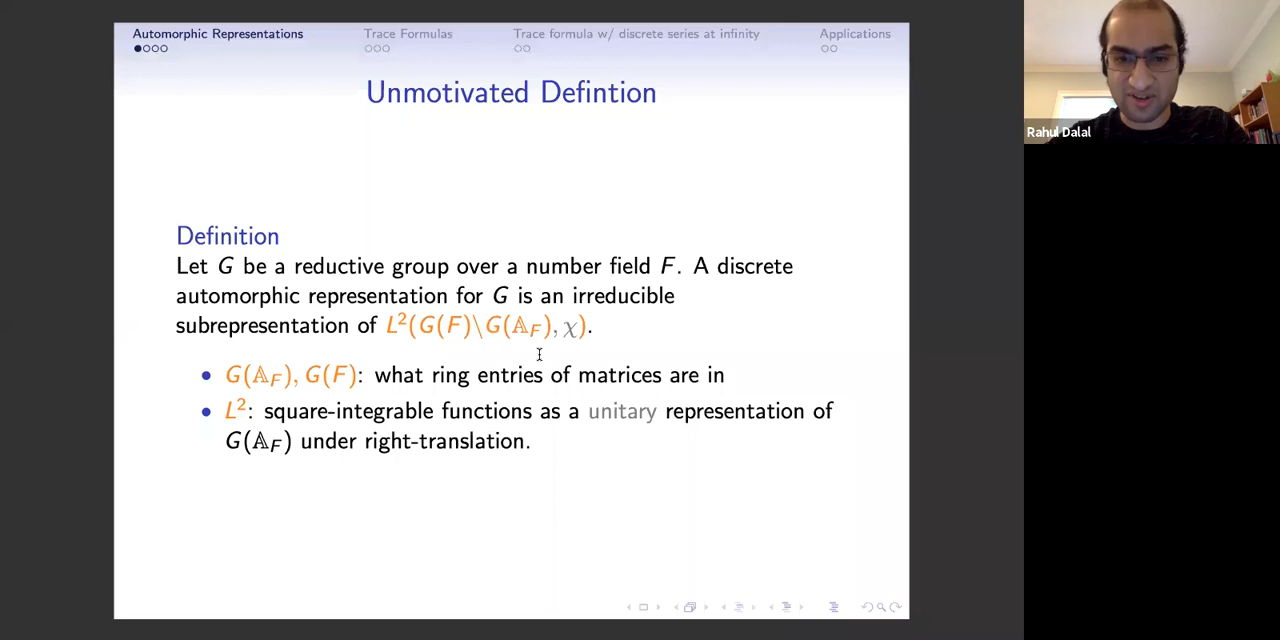 Automorphic Representations Trace Formulas Trace formula w/ discrete series at infinity Applications
Unmotivated Defintion
Rahul Dalal
Definition
Let G be a reductive group over a number field F. A discrete
automorphic representation for G is an irreducible
subrepresentation of L²(G(F)\G(𝔸_F), χ).
• G(𝔸_F), G(F): what ring entries of matrices are in
• L²: square-integrable functions as a unitary representation of
G(𝔸_F) under right-translation.